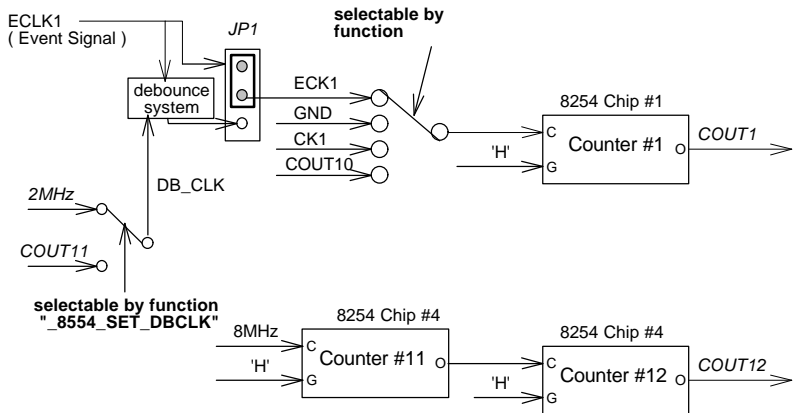 ECLK1
( Event Signal )
JP1
selectable by
function
debounce
system
ECK1
GND
CK1
COUT10
8254 Chip #1
C
Counter #1
O
COUT1
'H'
G
DB_CLK
2MHz
COUT11
selectable by function
"_8554_SET_DBCLK"
8254 Chip #4
8MHz
C
Counter #11
O
'H'
G
8254 Chip #4
C
Counter #12
O
COUT12
'H'
G